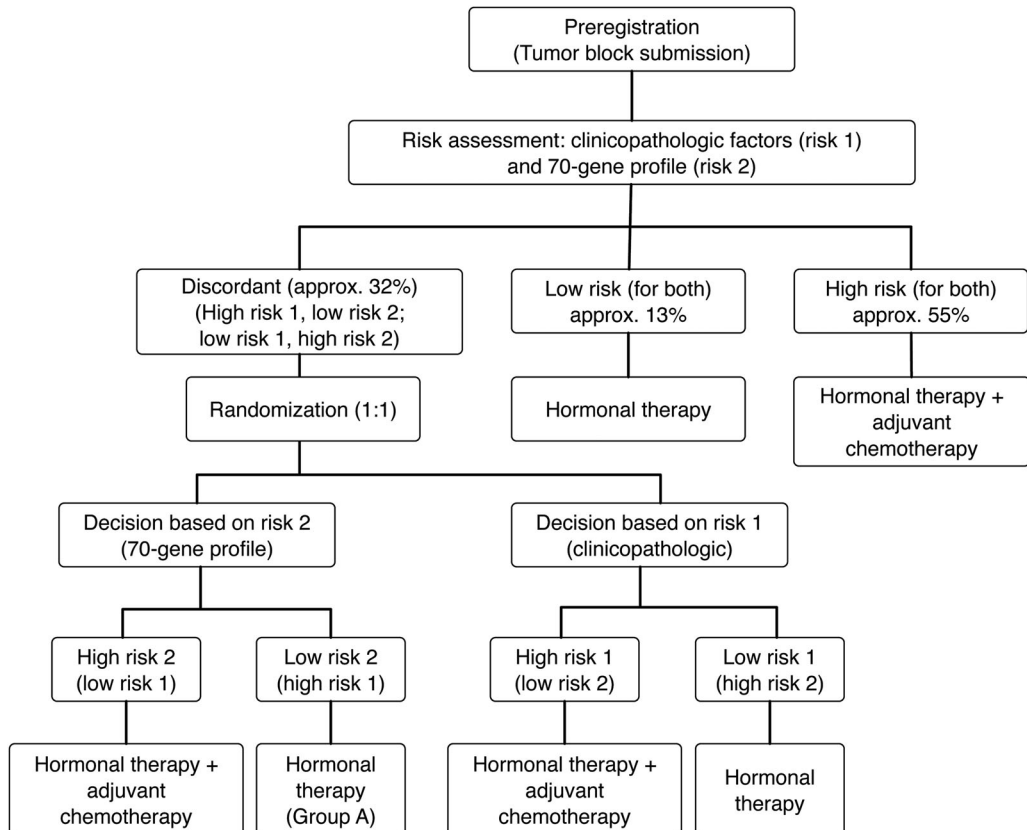 Preregistration
(Tumor block submission)
Risk assessment: clinicopathologic factors (risk 1)
and 70-gene profile (risk 2)
Discordant (approx. 32%)
(High risk 1, low risk 2;
low risk 1, high risk 2)
Low risk (for both)
approx. 13%
High risk (for both)
approx. 55%
Randomization (1:1)
Hormonal therapy
Hormonal therapy +
adjuvant
chemotherapy
Decision based on risk 2
(70-gene profile)
Decision based on risk 1
(clinicopathologic)
High risk 2
(low risk 1)
Low risk 2
(high risk 1)
High risk 1
(low risk 2)
Low risk 1
(high risk 2)
Hormonal therapy +
adjuvant
chemotherapy
Hormonal
therapy
(Group A)
Hormonal therapy +
adjuvant
chemotherapy
Hormonal
therapy